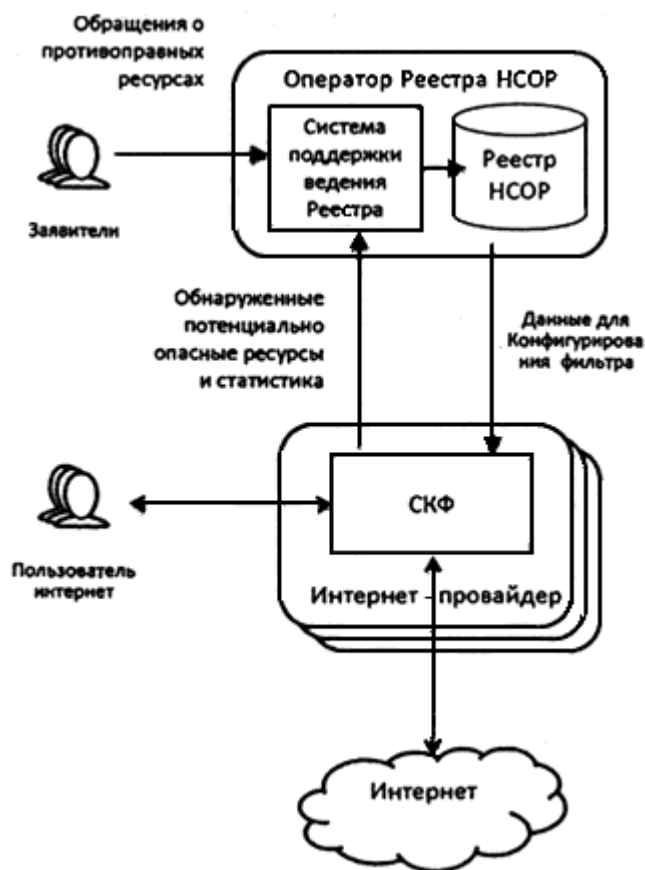 Обращения о
противоправных
ресурсах
Оператор Реестра НСОР
Система
поддержки
ведения
Реестра
Реестр
НСОР
Заявители
Обнаруженные
потенциально
опасные ресурсы
и статистика
Данные для
Конфигурирова
ния фильтра
СКФ
Пользователь
интернет
Интернет - провайдер
Интернет